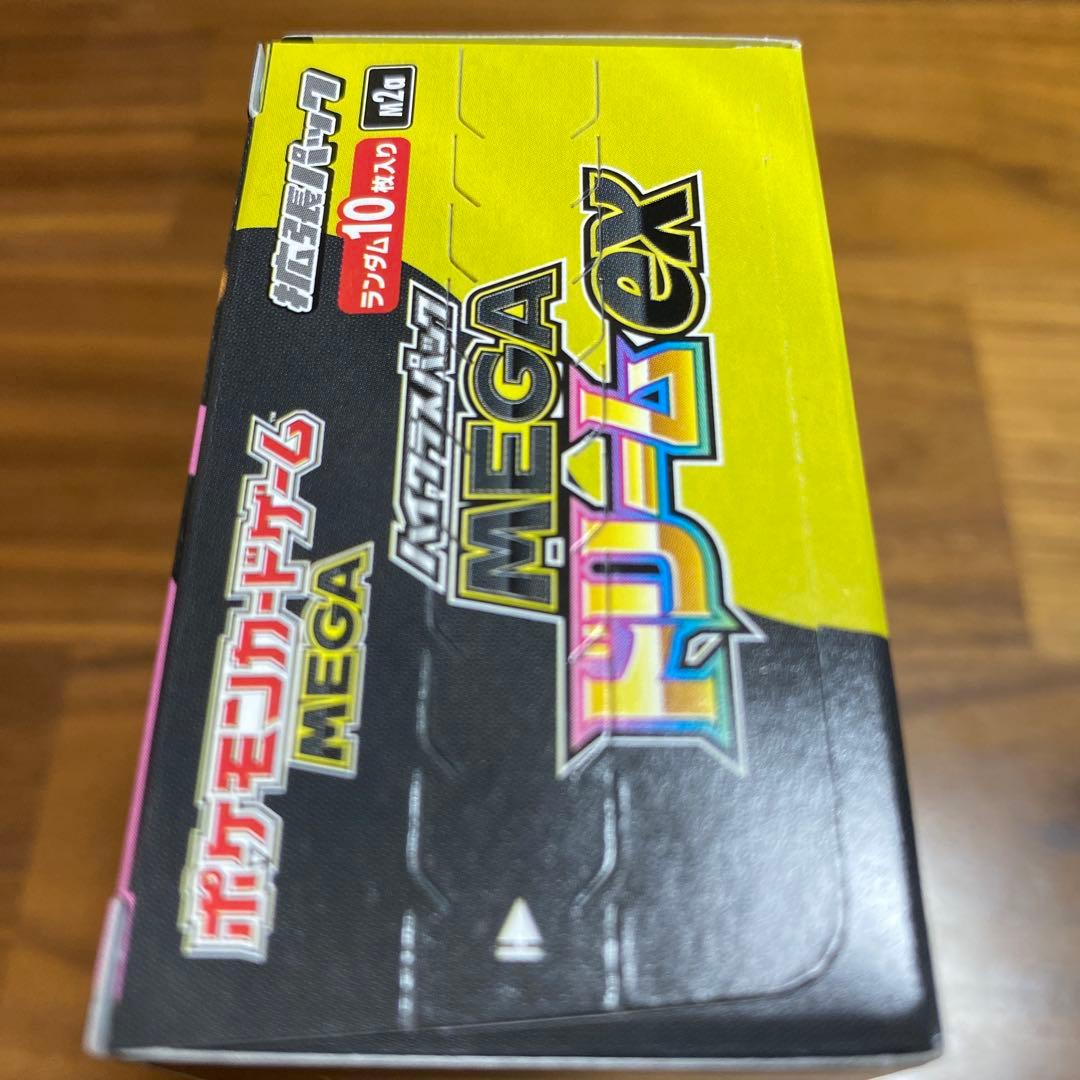 ポケモンカードゲーム
MEGA
拡張パック
ランダム10枚入り
M2a
ハイクラスパック
MEGA
ドリームex